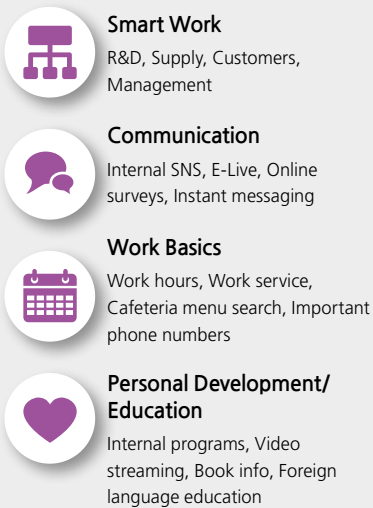 Smart Work
R&D, Supply, Customers,
Management
Communication
Internal SNS, E-Live, Online
surveys, Instant messaging
Work Basics
Work hours, Work service,
Cafeteria menu search, Important
phone numbers
Personal Development/
Education
Internal programs, Video
streaming, Book info, Foreign
language education